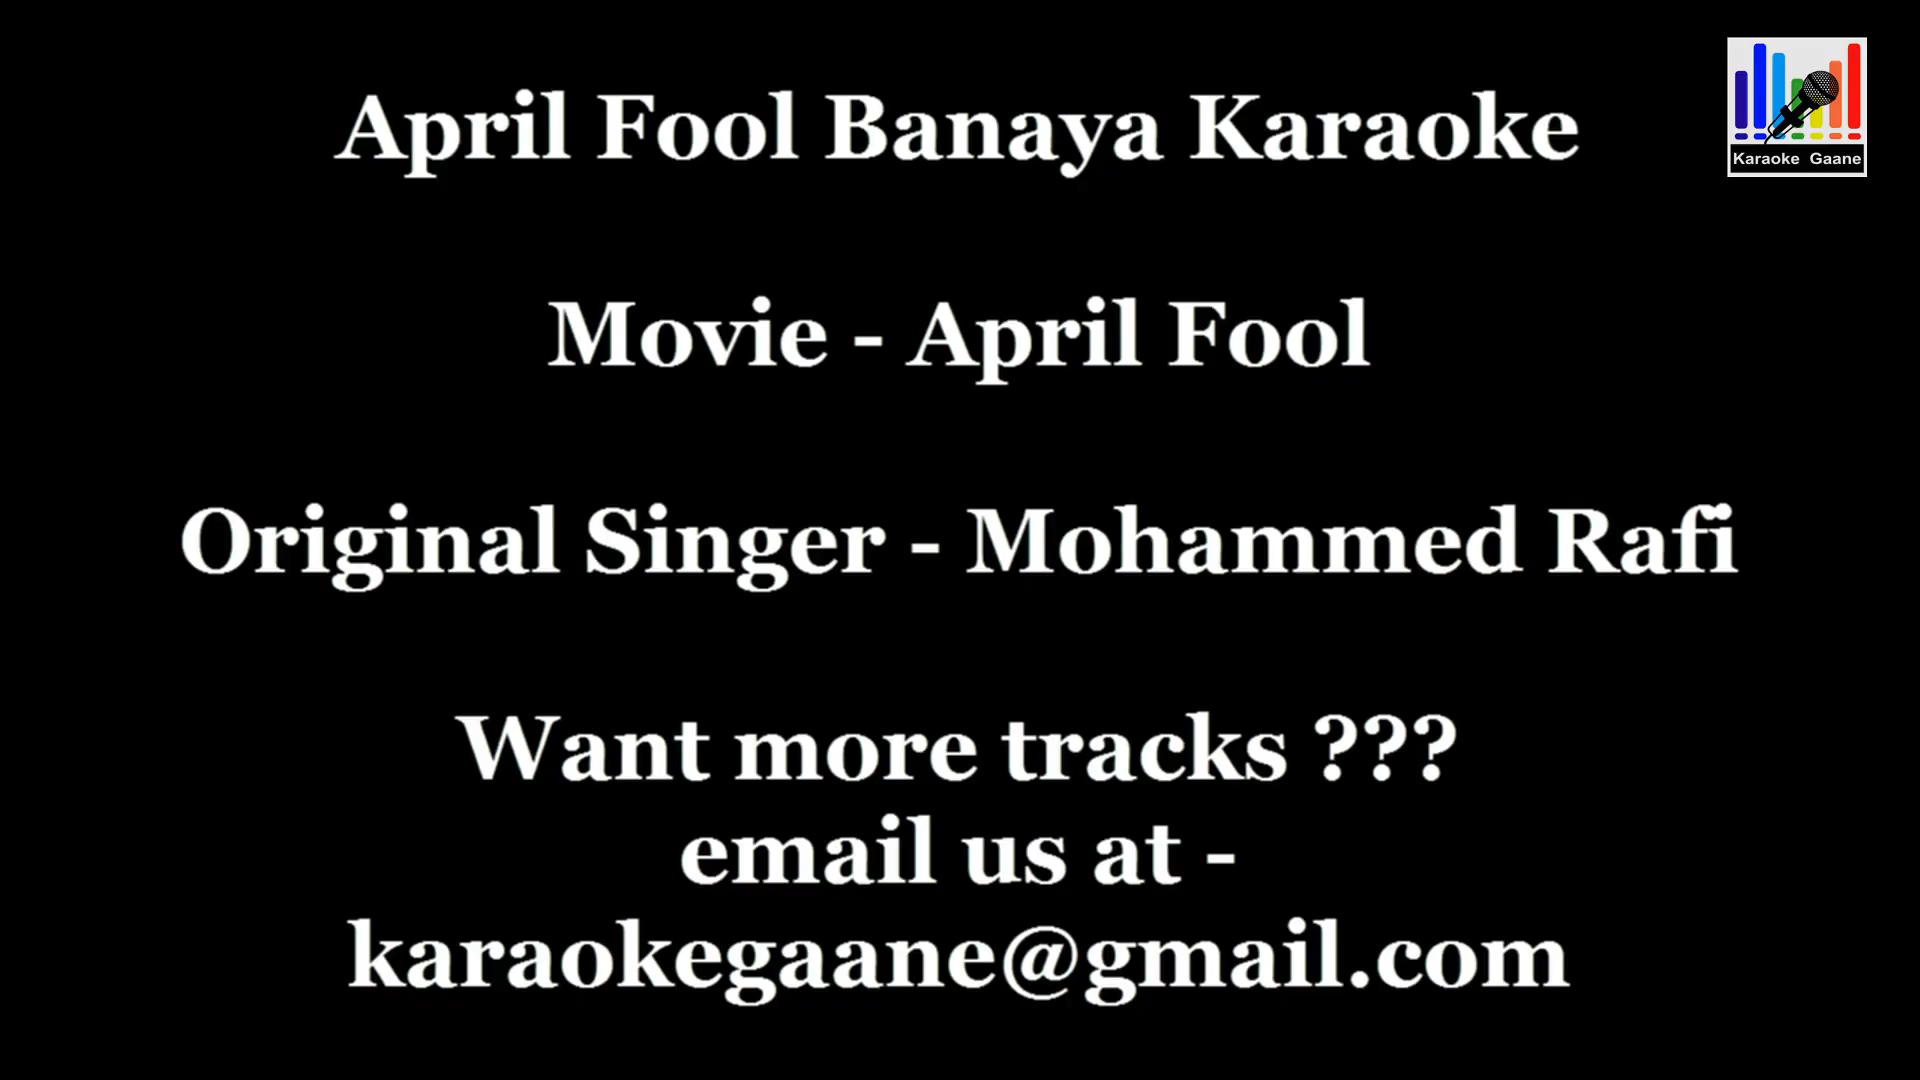 April Fool Banaya Karaoke
Karaoke Gaane
Movie - April Fool
Original Singer - Mohammed Rafi
Want more tracks ???
email us at -
karaokegaane@gmail.com